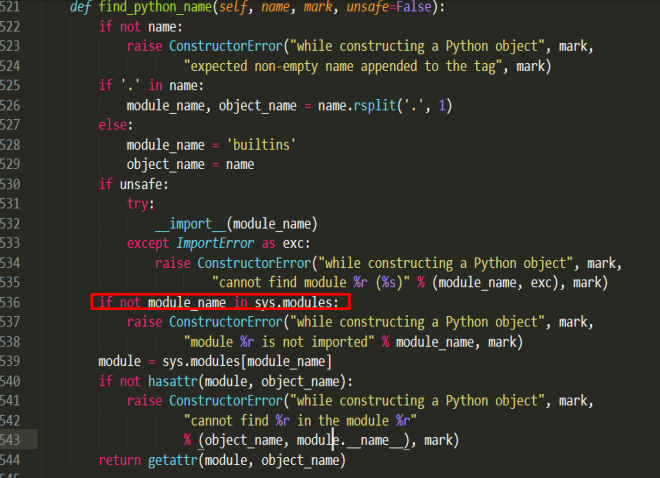 521 def find_python_name(self, name, mark, unsafe=False):
522 if not name:
523 raise ConstructorError("while constructing a Python object", mark,
524 "expected non-empty name appended to the tag", mark)
525 if '.' in name:
526 module_name, object_name = name.rsplit('.', 1)
527 else:
528 module_name = 'builtins'
529 object_name = name
530 if unsafe:
531 try:
532 __import__(module_name)
533 except ImportError as exc:
534 raise ConstructorError("while constructing a Python object", mark,
535 "cannot find module %r (%s)" % (module_name, exc), mark)
536 if not module_name in sys.modules:
537 raise ConstructorError("while constructing a Python object", mark,
538 "module %r is not imported" % module_name, mark)
539 module = sys.modules[module_name]
540 if not hasattr(module, object_name):
541 raise ConstructorError("while constructing a Python object", mark,
542 "cannot find %r in the module %r"
543 % (object_name, module.__name__), mark)
544 return getattr(module, object_name)